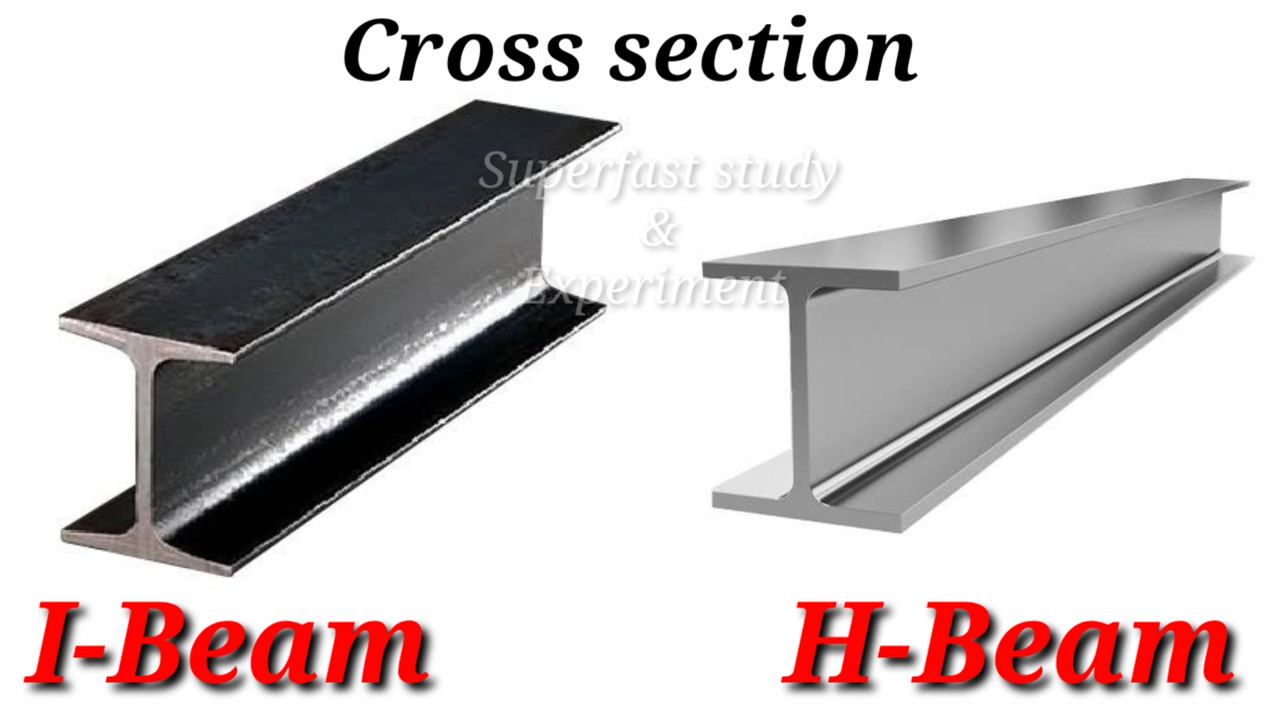 Cross section
Superfast study
&
Experiment
I-Beam
H-Beam